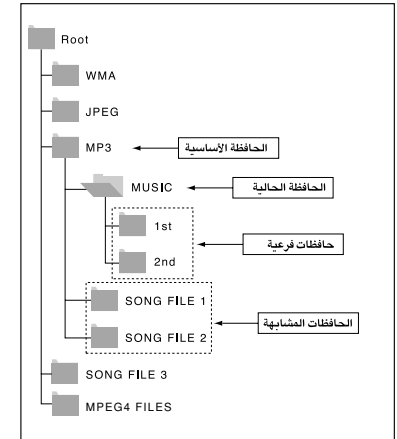 Root
WMA
JPEG
MP3
الحافظة الأساسية
MUSIC
الحافظة الحالية
1st
حافظات فرعية
2nd
SONG FILE 1
الحافظات المشابهة
SONG FILE 2
SONG FILE 3
MPEG4 FILES